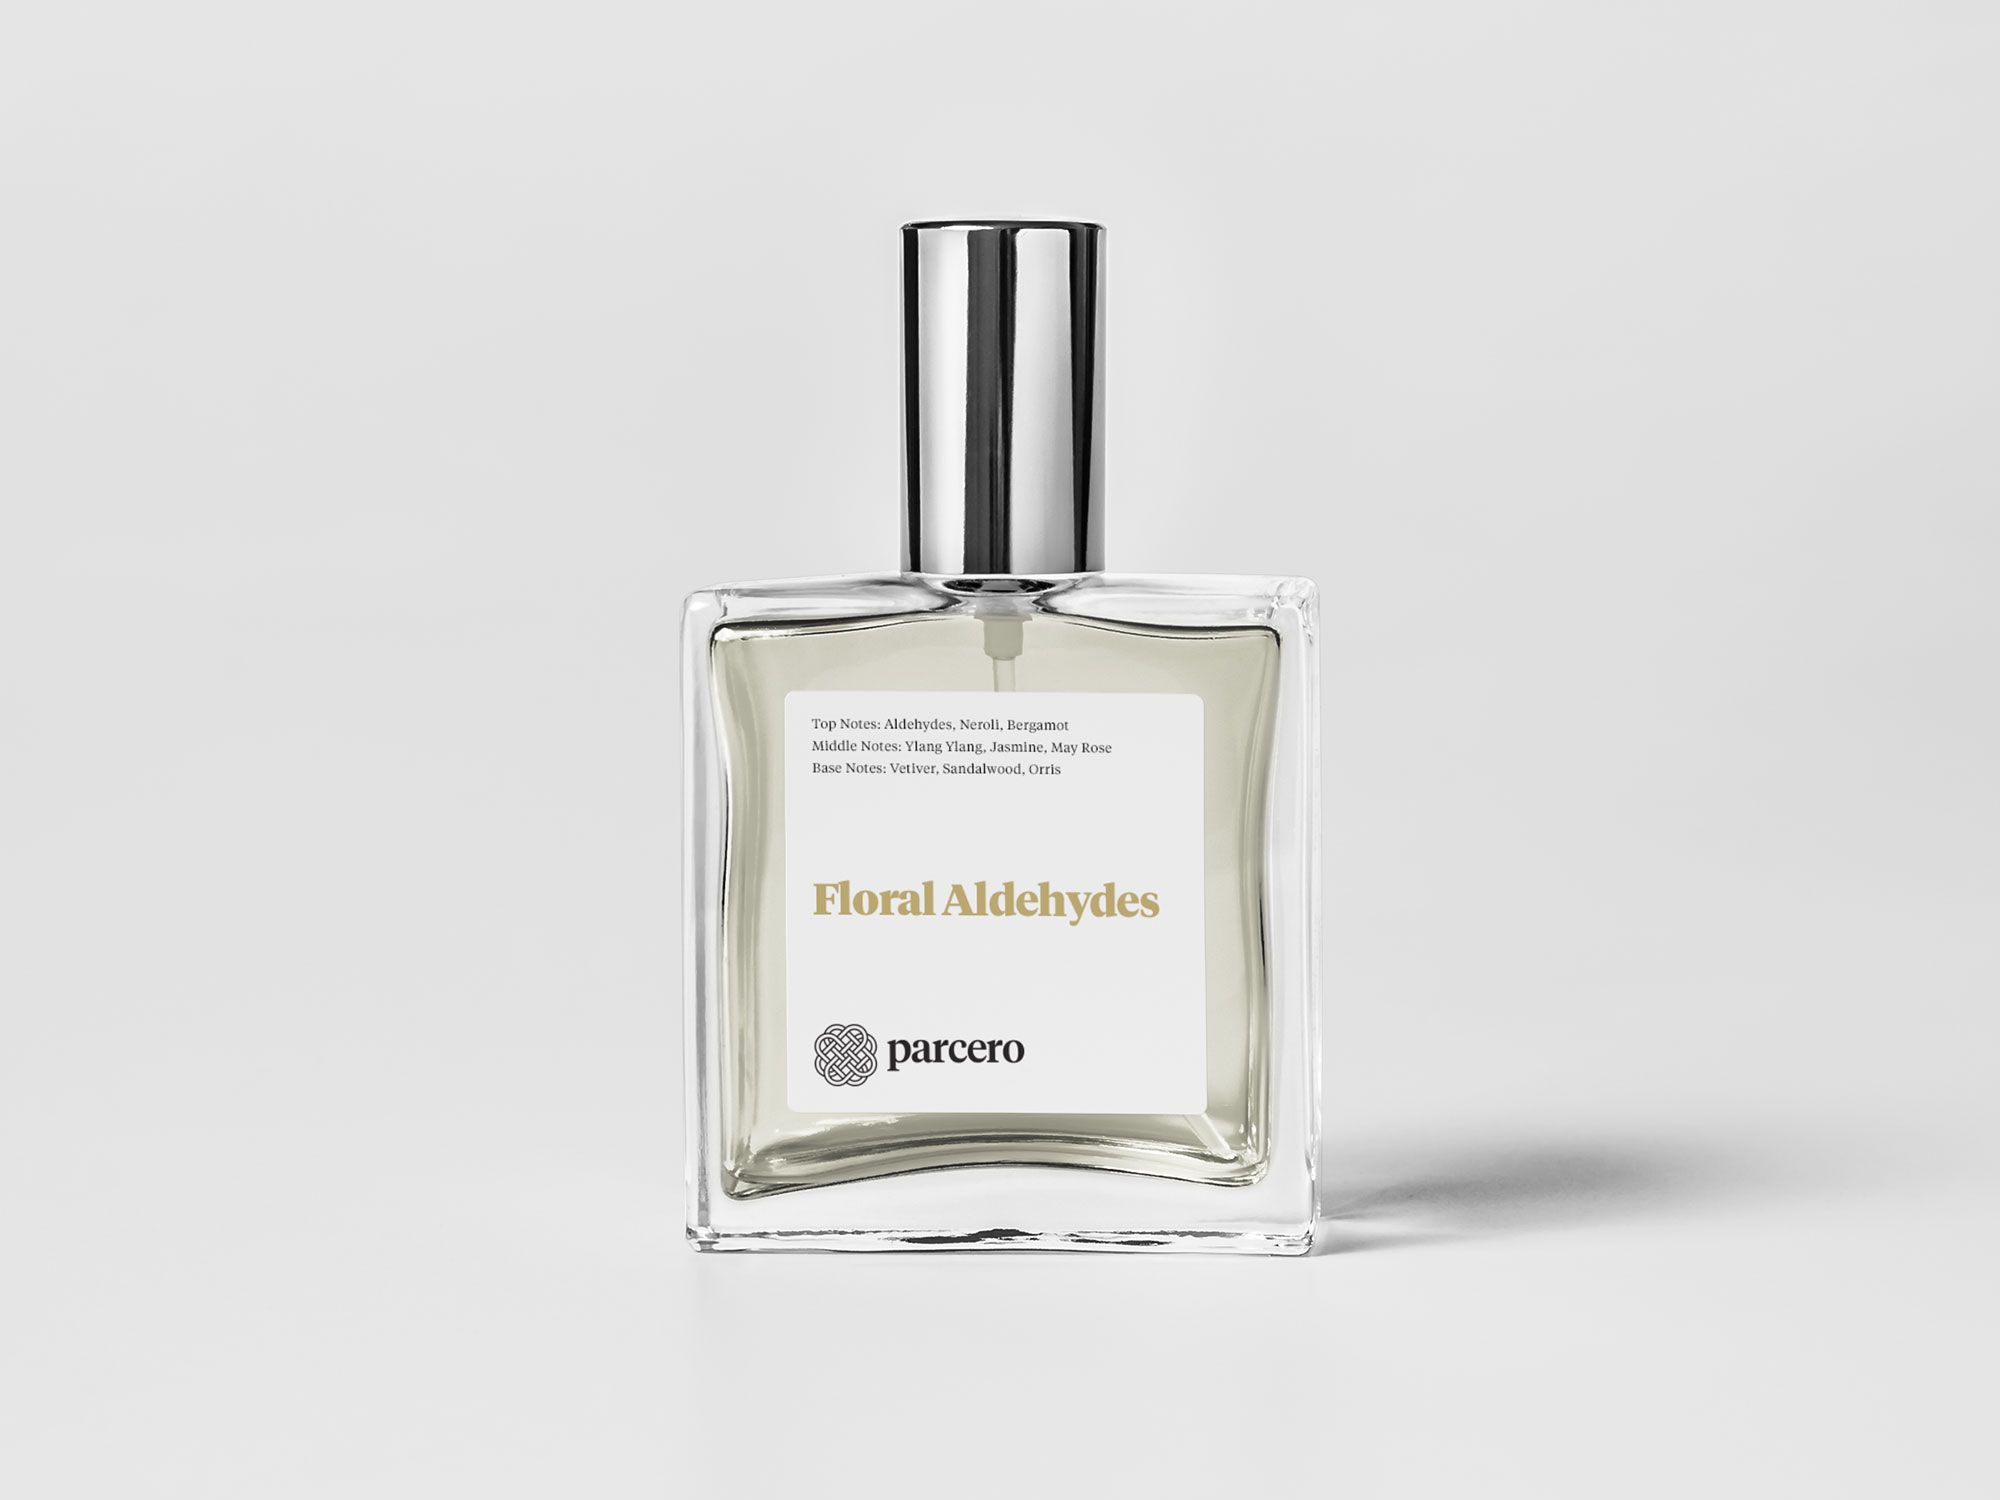 Top Notes: Aldehydes, Neroli, Bergamot
Middle Notes: Ylang Ylang, Jasmine, May Rose
Base Notes: Vetiver, Sandalwood, Orris
Floral Aldehydes
parcero